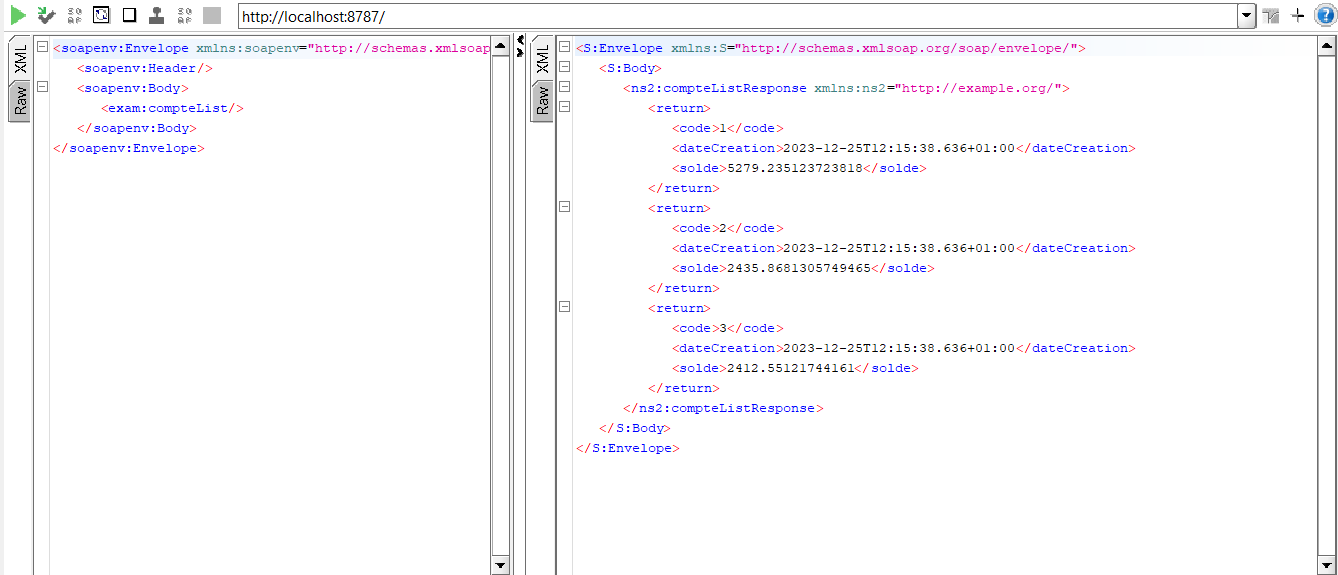 http://localhost:8787/
XML
Raw
<soapenv:Envelope xmlns:soapenv="http://schemas.xmlsoap
<soapenv:Header/>
<soapenv:Body>
<exam:compteList/>
</soapenv:Body>
</soapenv:Envelope>
XML
Raw
<S:Envelope xmlns:S="http://schemas.xmlsoap.org/soap/envelope/">
<S:Body>
<ns2:compteListResponse xmlns:ns2="http://example.org/">
<return>
<code>1</code>
<dateCreation>2023-12-25T12:15:38.636+01:00</dateCreation>
<solde>5279.235123723818</solde>
</return>
<return>
<code>2</code>
<dateCreation>2023-12-25T12:15:38.636+01:00</dateCreation>
<solde>2435.8681305749465</solde>
</return>
<return>
<code>3</code>
<dateCreation>2023-12-25T12:15:38.636+01:00</dateCreation>
<solde>2412.55121744161</solde>
</return>
</ns2:compteListResponse>
</S:Body>
</S:Envelope>